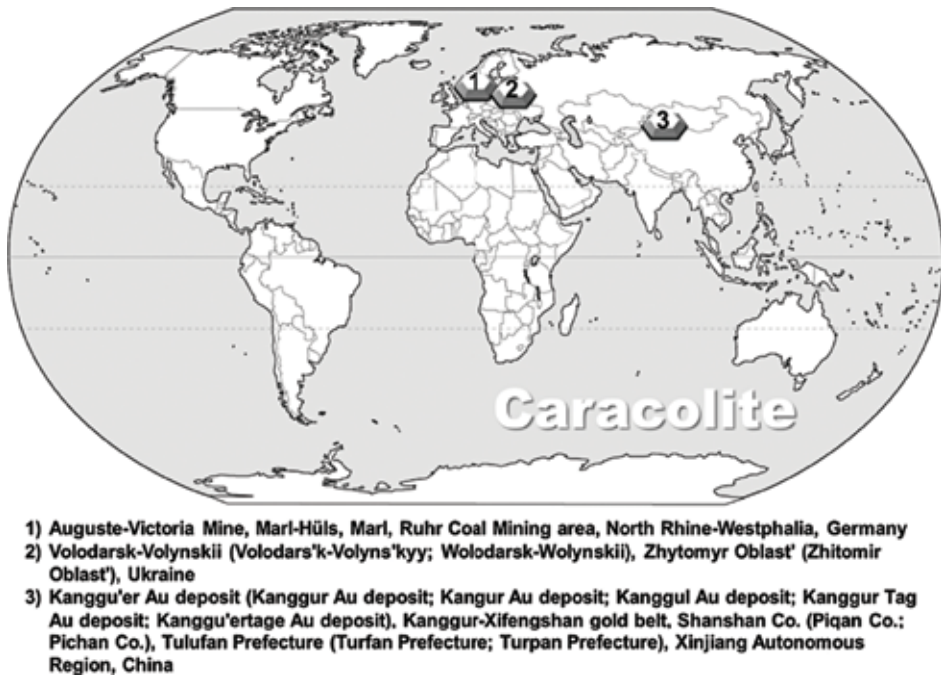 1
2
3
Caracolite
1) Auguste-Victoria Mine, Marl-Hüls, Marl, Ruhr Coal Mining area, North Rhine-Westphalia, Germany
2) Volodarsk-Volynskii (Volodars'k-Volyns'kyy; Wolodarsk-Wolynskii), Zhytomyr Oblast' (Zhitomir
Oblast'), Ukraine
3) Kanggu'er Au deposit (Kanggur Au deposit; Kangur Au deposit; Kanggul Au deposit; Kanggur Tag
Au deposit; Kanggu'ertage Au deposit), Kanggur-Xifengshan gold belt, Shanshan Co. (Piqan Co.;
Pichan Co.), Tulufan Prefecture (Turfan Prefecture; Turpan Prefecture), Xinjiang Autonomous
Region, China